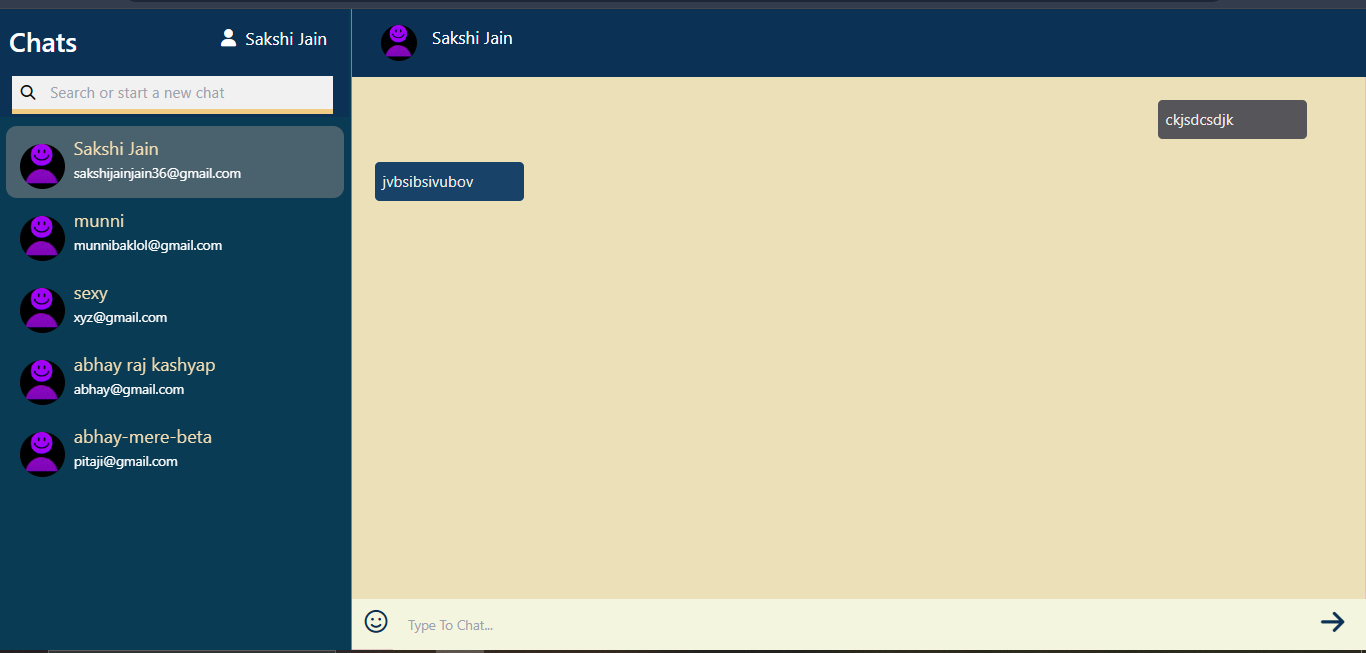 Chats
Sakshi Jain
Search or start a new chat
Sakshi Jain
sakshijainjain36@gmail.com
munni
munnibaklol@gmail.com
sexy
xyz@gmail.com
abhay raj kashyap
abhay@gmail.com
abhay-mere-beta
pitaji@gmail.com
Sakshi Jain
ckjsdcsdjk
jvbsibsivubov
Type To Chat...